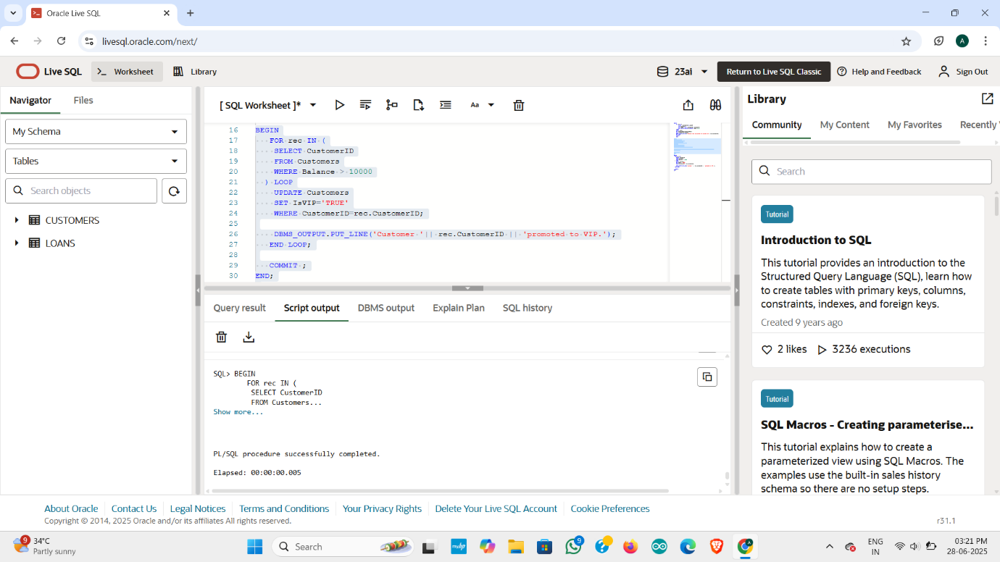 Oracle Live SQL
livesql.oracle.com/next/
A
Live SQL
Worksheet
Library
23ai
Return to Live SQL Classic
Help and Feedback
Sign Out
Navigator
Files
My Schema
Tables
Search objects
CUSTOMERS
LOANS
[ SQL Worksheet ]*
Aa
16 BEGIN
17 FOR rec IN (
18 SELECT CustomerID
19 FROM Customers
20 WHERE Balance > 10000
21 ) LOOP
22 UPDATE Customers
23 SET IsVIP='TRUE'
24 WHERE CustomerID=rec.CustomerID;
25
26 DBMS_OUTPUT.PUT_LINE('Customer '|| rec.CustomerID || 'promoted to VIP.');
27 END LOOP;
28
29 COMMIT ;
30 END;
Query result
Script output
DBMS output
Explain Plan
SQL history
SQL> BEGIN
FOR rec IN (
SELECT CustomerID
FROM Customers...
Show more...
PL/SQL procedure successfully completed.
Elapsed: 00:00:00.005
Library
Community
My Content
My Favorites
Recently
Search
Tutorial
Introduction to SQL
This tutorial provides an introduction to the
Structured Query Language (SQL), learn how
to create tables with primary keys, columns,
constraints, indexes, and foreign keys.
Created 9 years ago
2 likes
3236 executions
Tutorial
SQL Macros - Creating parameterise...
This tutorial explains how to create a
parameterized view using SQL Macros. The
examples use the built-in sales history
schema so there are no setup steps.
About Oracle
Contact Us
Legal Notices
Terms and Conditions
Your Privacy Rights
Delete Your Live SQL Account
Cookie Preferences
Copyright © 2014, 2025 Oracle and/or its affiliates All rights reserved.
r31.1
9
34°C
Partly sunny
Search
myhp
9
A
ENG
IN
03:21 PM
28-06-2025